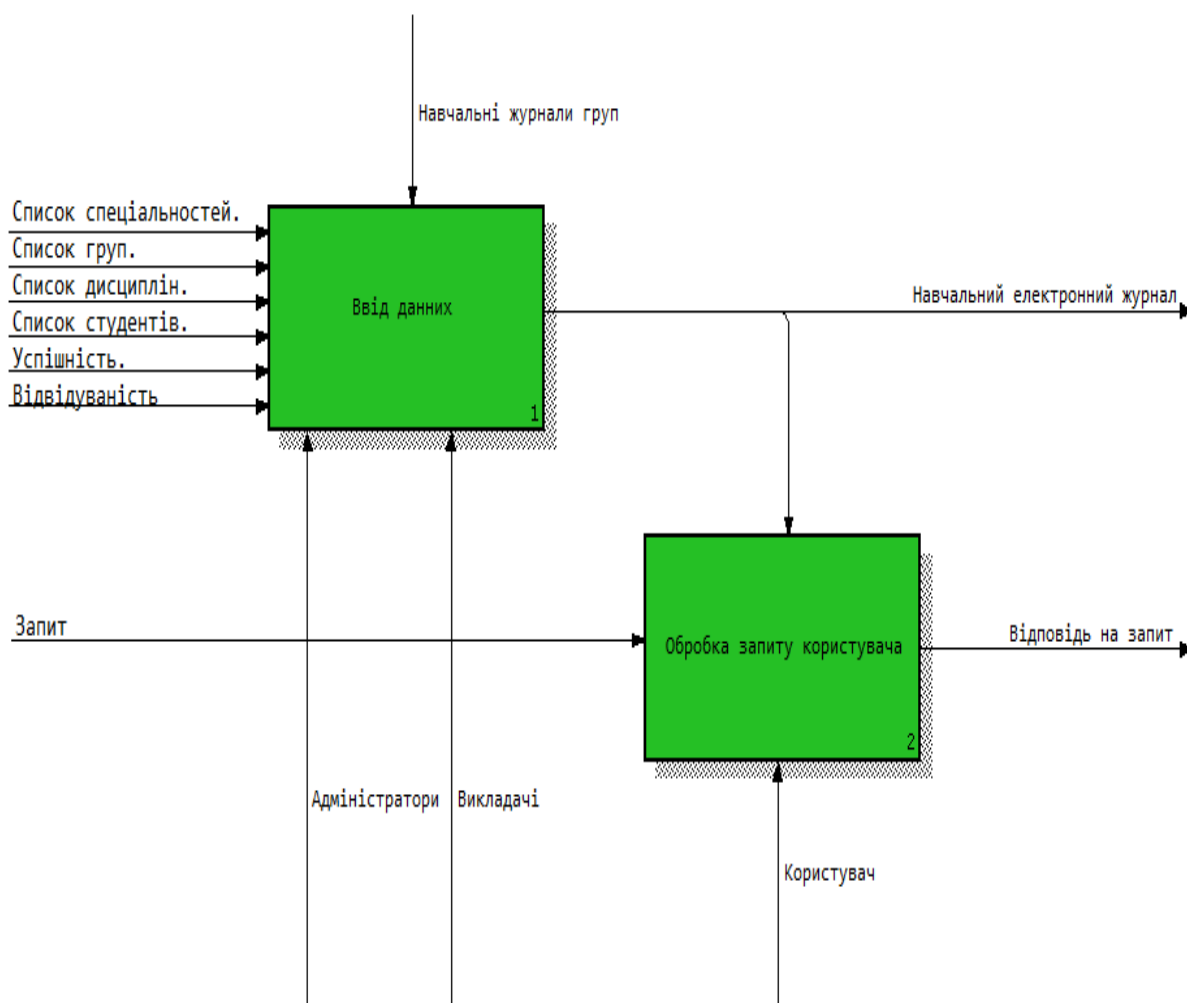 Навчальні журнали груп
Список спеціальностей.
Список груп.
Список дисциплін.
Список студентів.
Успішність.
Відвідуваність
Ввід данних
1
Навчальний електронний журнал
Запит
Обробка запиту користувача
2
Відповідь на запит
Адміністратори
Викладачі
Користувач